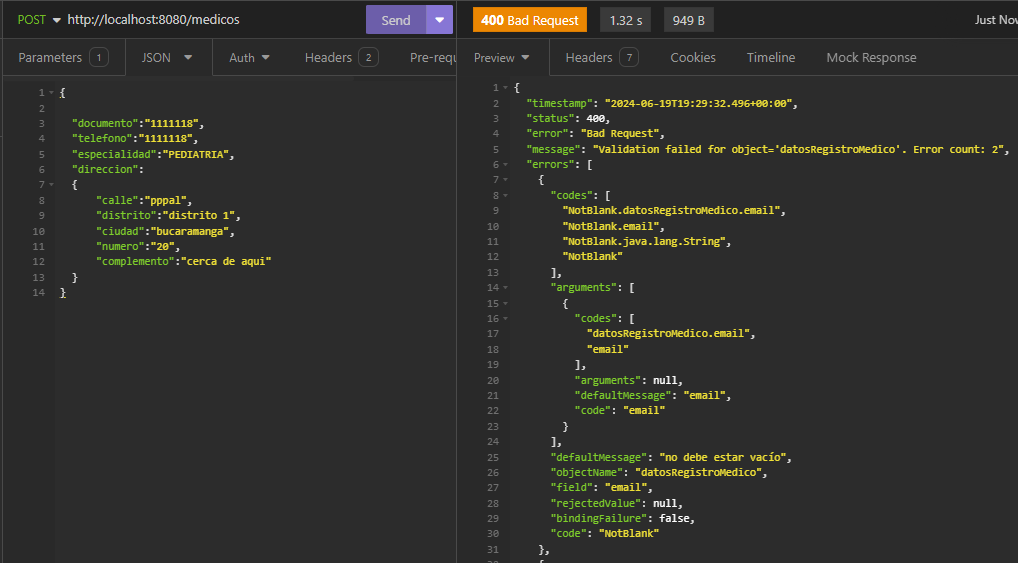 POST http://localhost:8080/medicos Send 400 Bad Request 1.32 s 949 B Just Now
Parameters 1 JSON Auth Headers 2 Pre-requ Preview Headers 7 Cookies Timeline Mock Response
1 {
2
3 "documento":"1111118",
4 "telefono":"1111118",
5 "especialidad":"PEDIATRIA",
6 "direccion":
7 {
8 "calle":"pppal",
9 "distrito":"distrito 1",
10 "ciudad":"bucaramanga",
11 "numero":"20",
12 "complemento":"cerca de aqui"
13 }
14 }
1 {
2 "timestamp": "2024-06-19T19:29:32.496+00:00",
3 "status": 400,
4 "error": "Bad Request",
5 "message": "Validation failed for object='datosRegistroMedico'. Error count: 2",
6 "errors": [
7 {
8 "codes": [
9 "NotBlank.datosRegistroMedico.email",
10 "NotBlank.email",
11 "NotBlank.java.lang.String",
12 "NotBlank"
13 ],
14 "arguments": [
15 {
16 "codes": [
17 "datosRegistroMedico.email",
18 "email"
19 ],
20 "arguments": null,
21 "defaultMessage": "email",
22 "code": "email"
23 }
24 ],
25 "defaultMessage": "no debe estar vacío",
26 "objectName": "datosRegistroMedico",
27 "field": "email",
28 "rejectedValue": null,
29 "bindingFailure": false,
30 "code": "NotBlank"
31 },